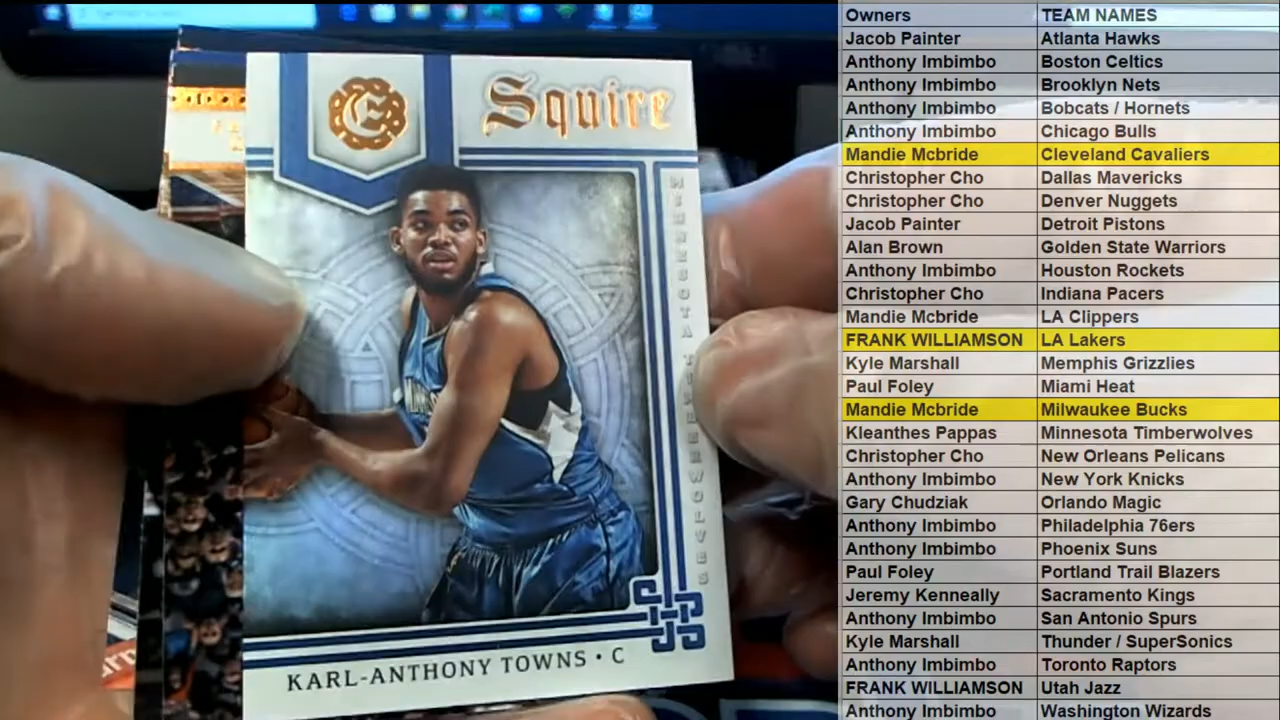 Squire
MINNESOTA TIMBERWOLVES
KARL-ANTHONY TOWNS • C
Owners TEAM NAMES
Jacob Painter Atlanta Hawks
Anthony Imbimbo Boston Celtics
Anthony Imbimbo Brooklyn Nets
Anthony Imbimbo Bobcats / Hornets
Anthony Imbimbo Chicago Bulls
Mandie Mcbride Cleveland Cavaliers
Christopher Cho Dallas Mavericks
Christopher Cho Denver Nuggets
Jacob Painter Detroit Pistons
Alan Brown Golden State Warriors
Anthony Imbimbo Houston Rockets
Christopher Cho Indiana Pacers
Mandie Mcbride LA Clippers
FRANK WILLIAMSON LA Lakers
Kyle Marshall Memphis Grizzlies
Paul Foley Miami Heat
Mandie Mcbride Milwaukee Bucks
Kleanthes Pappas Minnesota Timberwolves
Christopher Cho New Orleans Pelicans
Anthony Imbimbo New York Knicks
Gary Chudziak Orlando Magic
Anthony Imbimbo Philadelphia 76ers
Anthony Imbimbo Phoenix Suns
Paul Foley Portland Trail Blazers
Jeremy Kenneally Sacramento Kings
Anthony Imbimbo San Antonio Spurs
Kyle Marshall Thunder / SuperSonics
Anthony Imbimbo Toronto Raptors
FRANK WILLIAMSON Utah Jazz
Anthony Imbimbo Washington Wizards